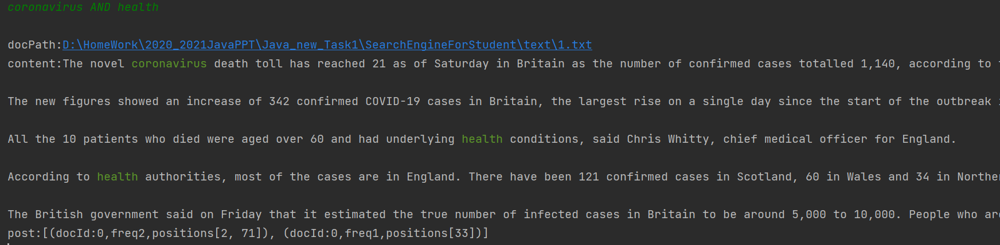 coronavirus AND health
docPath:D:\HomeWork\2020_2021JavaPPT\Java_new_Task1\SearchEngineForStudent\text\1.txt
content:The novel coronavirus death toll has reached 21 as of Saturday in Britain as the number of confirmed cases totalled 1,140, according to
The new figures showed an increase of 342 confirmed COVID-19 cases in Britain, the largest rise on a single day since the start of the outbreak
All the 10 patients who died were aged over 60 and had underlying health conditions, said Chris Whitty, chief medical officer for England.
According to health authorities, most of the cases are in England. There have been 121 confirmed cases in Scotland, 60 in Wales and 34 in Norther
The British government said on Friday that it estimated the true number of infected cases in Britain to be around 5,000 to 10,000. People who are
post:[(docId:0,freq2,positions[2, 71]), (docId:0,freq1,positions[33])]